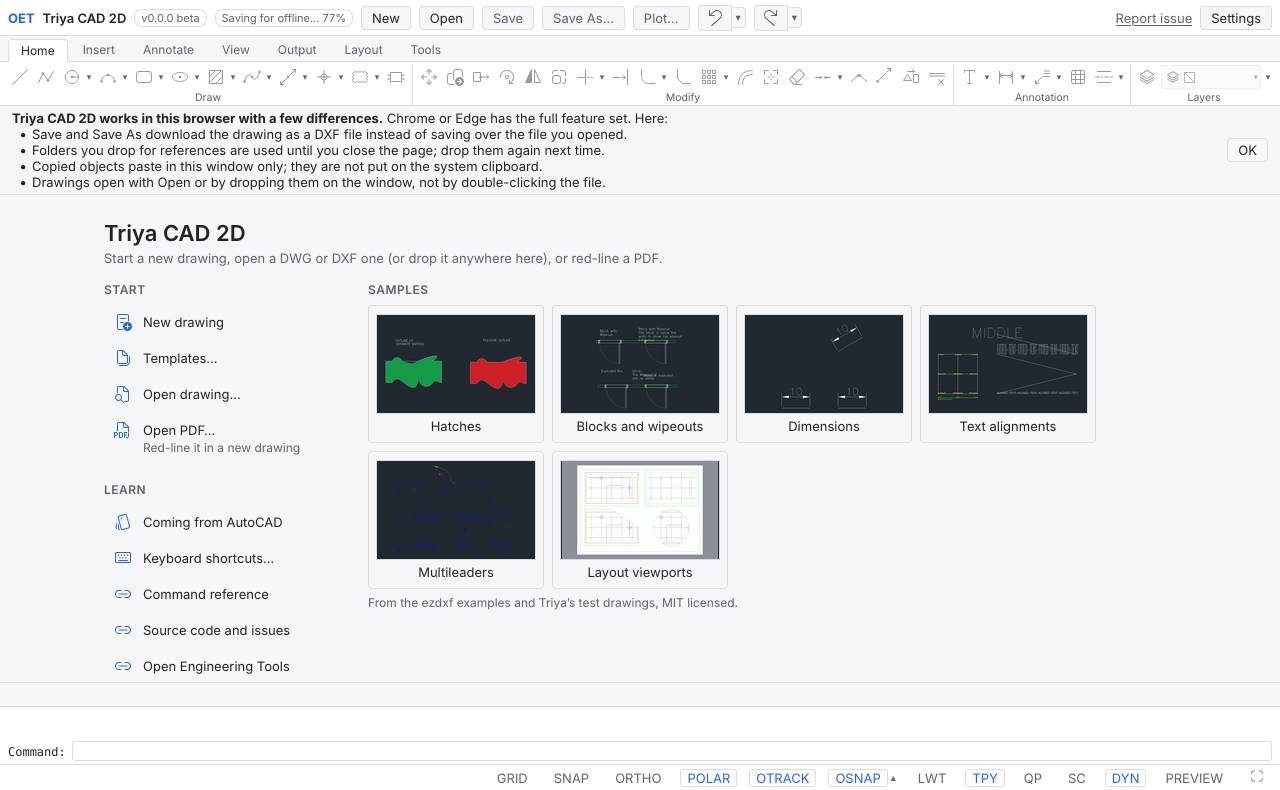 OET Triya CAD 2D v0.0.0 beta Saving for offline... 77% New Open Save Save As... Plot... Report issue Settings
Home Insert Annotate View Output Layout Tools
Draw Modify Annotation Layers
Triya CAD 2D works in this browser with a few differences. Chrome or Edge has the full feature set. Here:
• Save and Save As download the drawing as a DXF file instead of saving over the file you opened.
• Folders you drop for references are used until you close the page; drop them again next time.
OK
• Copied objects paste in this window only; they are not put on the system clipboard.
• Drawings open with Open or by dropping them on the window, not by double-clicking the file.
Triya CAD 2D
Start a new drawing, open a DWG or DXF one (or drop it anywhere here), or red-line a PDF.
START
New drawing
Templates...
Open drawing...
PDF Open PDF...
Red-line it in a new drawing
LEARN
Coming from AutoCAD
Keyboard shortcuts...
Command reference
Source code and issues
Open Engineering Tools
SAMPLES
10
10 10
MIDDLE
Hatches Blocks and wipeouts Dimensions Text alignments
Multileaders Layout viewports
From the ezdxf examples and Triya's test drawings, MIT licensed.
Command:
GRID SNAP ORTHO POLAR OTRACK OSNAP LWT TPY QP SC DYN PREVIEW